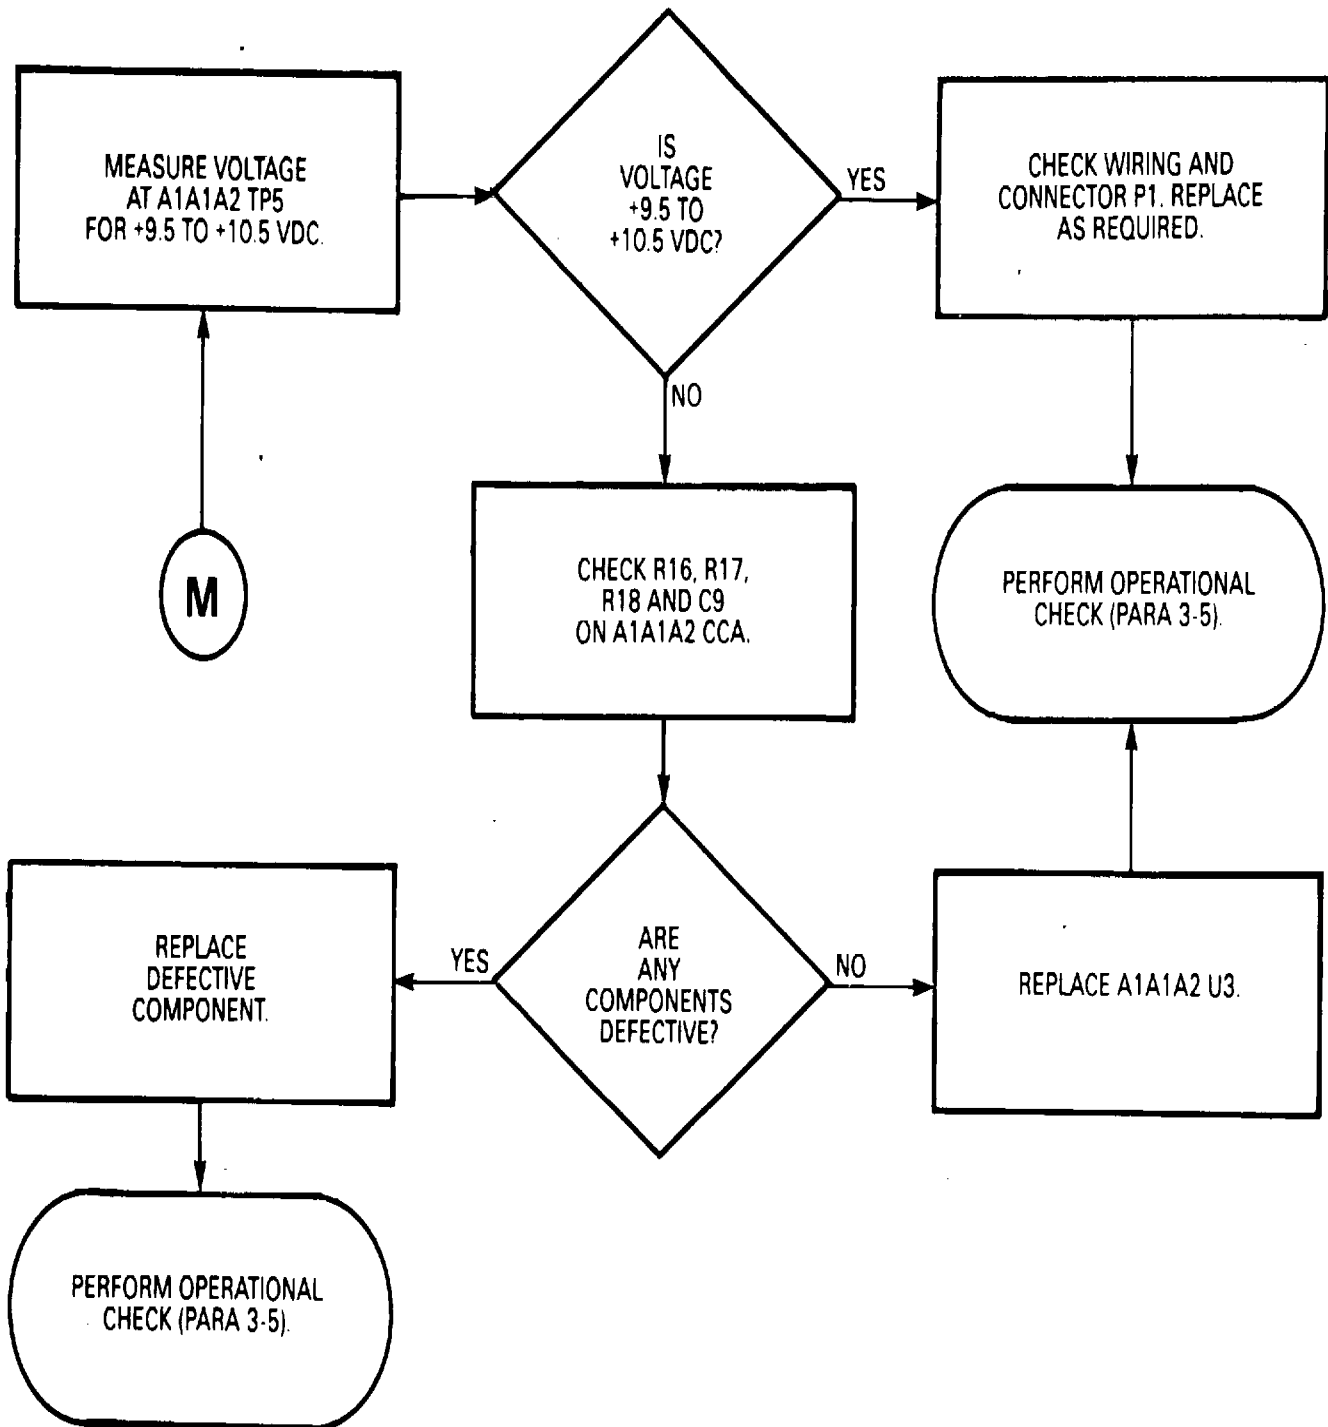 MEASURE VOLTAGE
AT A1A1A2 TP5
FOR +9.5 TO +10.5 VDC.
IS
VOLTAGE
+9.5 TO
+10.5 VDC?
YES
CHECK WIRING AND
CONNECTOR P1. REPLACE
AS REQUIRED.
NO
M
CHECK R16, R17,
R18 AND C9
ON A1A1A2 CCA.
PERFORM OPERATIONAL
CHECK (PARA 3-5).
REPLACE
DEFECTIVE
COMPONENT.
YES
ARE
ANY
COMPONENTS
DEFECTIVE?
NO
REPLACE A1A1A2 U3.
PERFORM OPERATIONAL
CHECK (PARA 3-5).